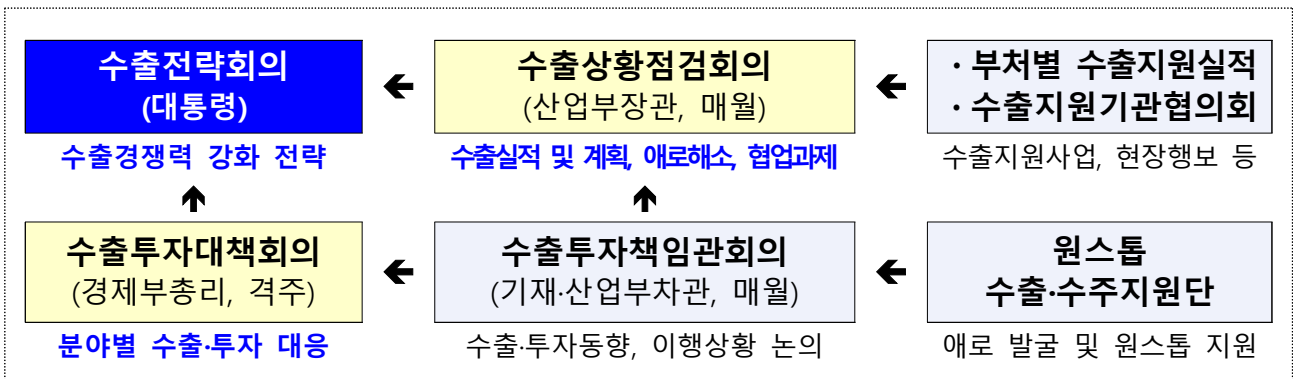 수출전략회의
(대통령)
수출경쟁력 강화 전략
수출상황점검회의
(산업부장관, 매월)
수출실적 및 계획, 애로해소, 협업과제
· 부처별 수출지원실적
· 수출지원기관협의회
수출지원사업, 현장행보 등
수출투자대책회의
(경제부총리, 격주)
분야별 수출·투자 대응
수출투자책임관회의
(기재·산업부차관, 매월)
수출·투자동향, 이행상황 논의
원스톱
수출·수주지원단
애로 발굴 및 원스톱 지원